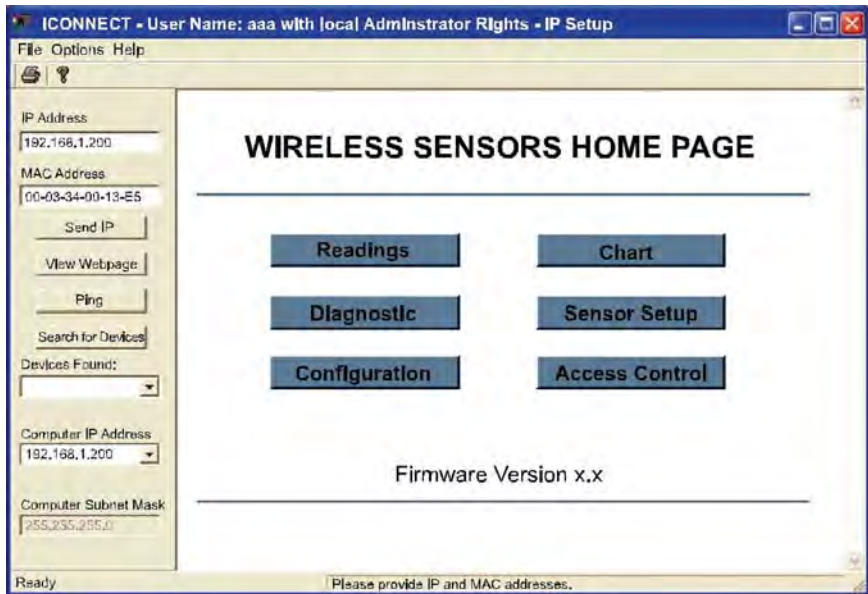 ICONNECT - User Name: aaa with local Adminstrator Rights - IP Setup
File Options Help
IP Address
192.168.1.200
MAC Address
00-03-34-00-13-E5
Send IP
View Webpage
Ping
Search for Devices
Devices Found:
Computer IP Address
192.168.1.200
Computer Subnet Mask
255.255.255.0
WIRELESS SENSORS HOME PAGE
Readings
Chart
Diagnostic
Sensor Setup
Configuration
Access Control
Firmware Version x.x
Ready
Please provide IP and MAC addresses.